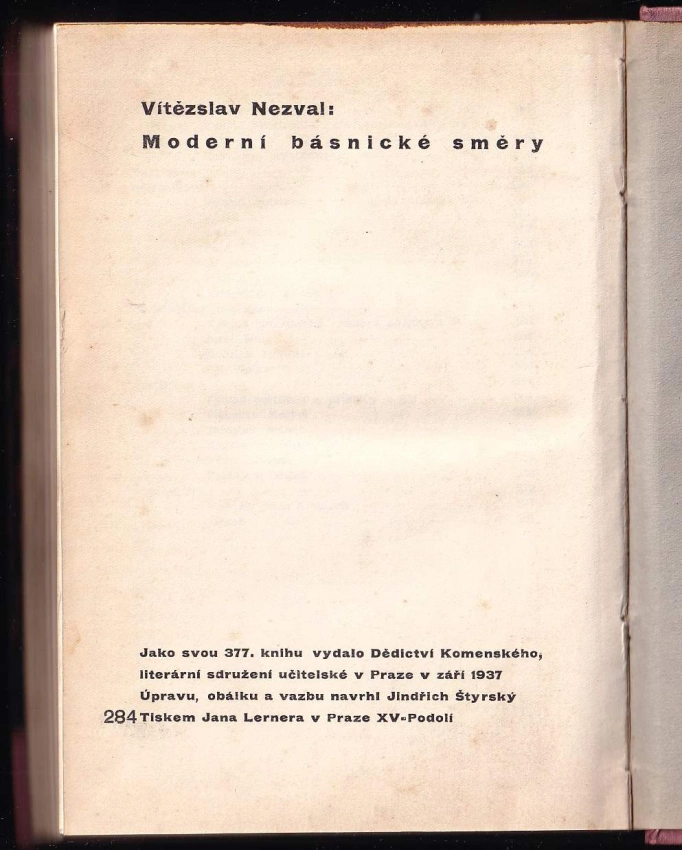 Vítězslav Nezval:
Moderní básnické směry
Jako svou 377. knihu vydalo Dědictví Komenského,
literární sdružení učitelské v Praze v září 1937
Úpravu, obálku a vazbu navrhl Jindřich Štyrský
284 Tiskem Jana Lernera v Praze XV-Podolí